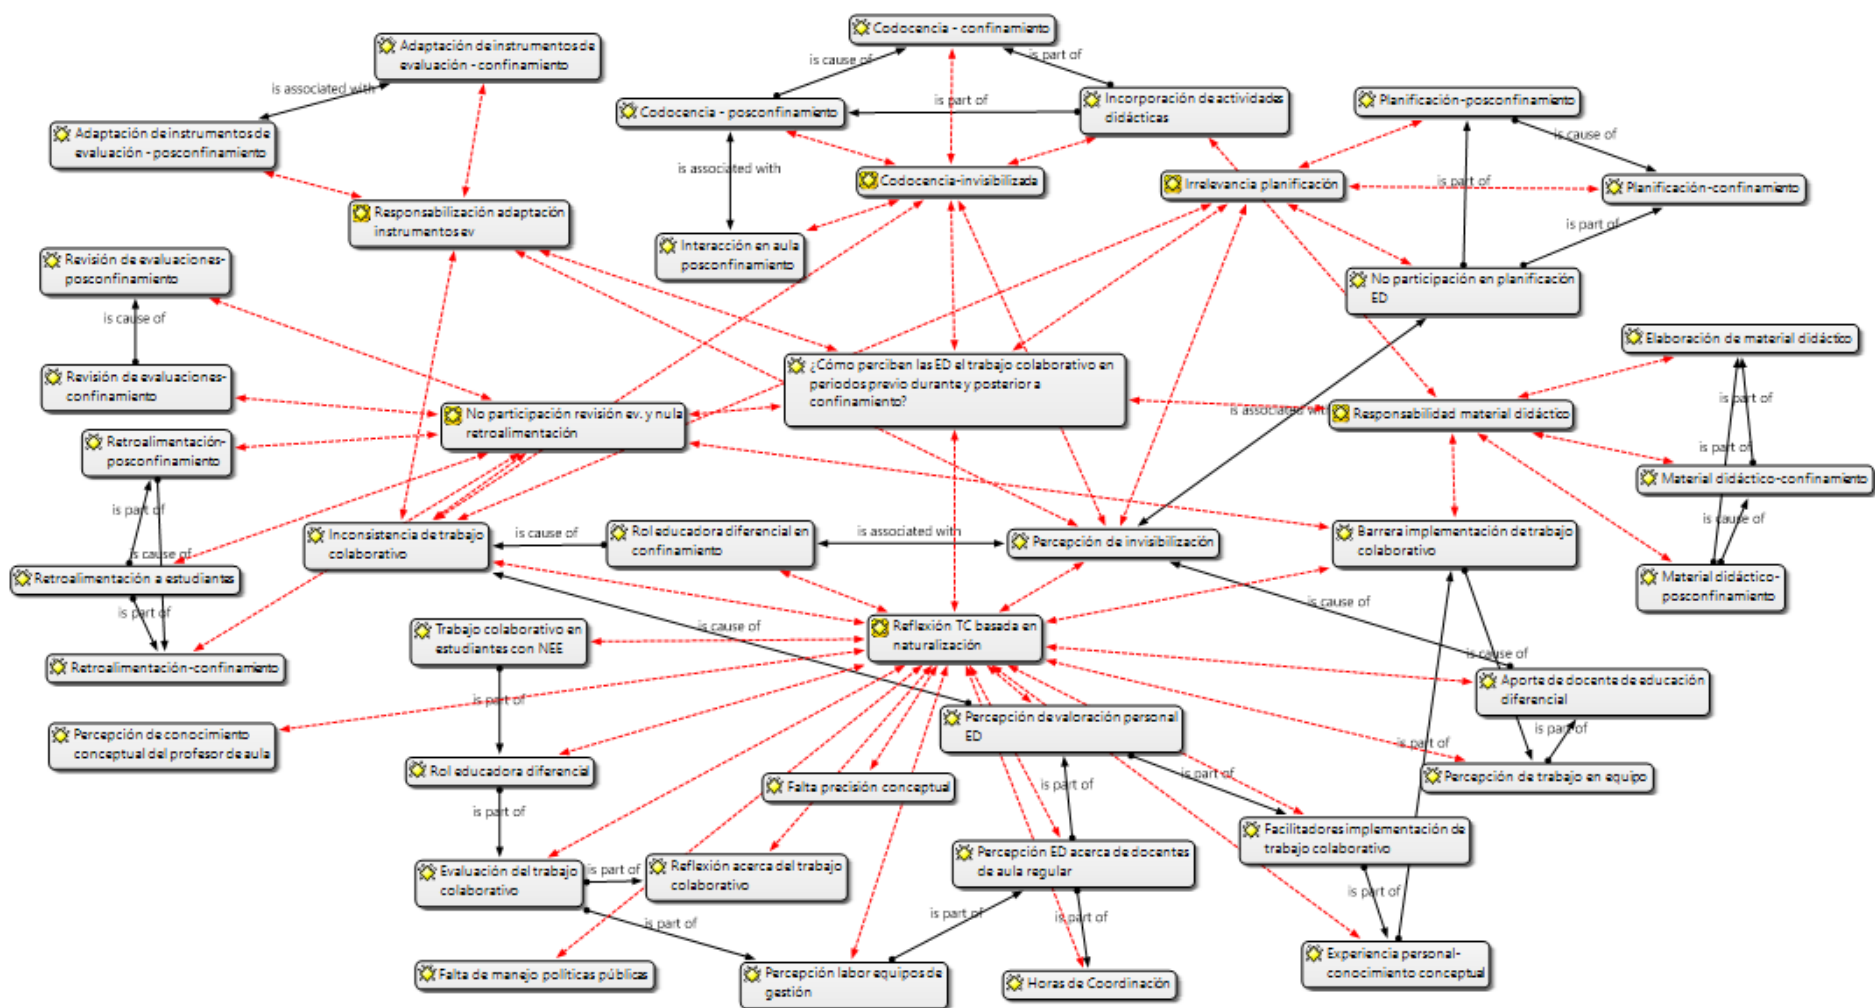 Codocencia - confinamiento
Adaptación de instrumentos de
evaluación - confinamiento
is cause of
is part of
is associated with
Codocencia - posconfinamiento
is part of
Incorporación de actividades
didácticas
Planificación-posconfinamiento
is cause of
Adaptación de instrumentos de
evaluación - posconfinamiento
is associated with
Codocencia-invisibilizada
Irrelevancia planificación
is part of
Planificación-confinamiento
Responsabilización adaptación
instrumentos ev
is part of
Interacción en aula
posconfinamiento
Revisión de evaluaciones-
posconfinamiento
No participación en planificación
ED
is cause of
Elaboración de material didáctico
¿Cómo perciben las ED el trabajo colaborativo en
periodos previo durante y posterior a
confinamiento?
Revisión de evaluaciones-
confinamiento
is part of
is associated with
Responsabilidad material didáctico
No participación revisión ev. y nula
retroalimentación
Retroalimentación-
posconfinamiento
is part of
Material didáctico-confinamiento
is part of
is cause of
Inconsistencia de trabajo
colaborativo
is cause of
Rol educadora diferencial en
confinamiento
is associated with
Percepción de invisibilización
Barrera implementación de trabajo
colaborativo
is cause of
Retroalimentación a estudiantes
Material didáctico-
posconfinamiento
is part of
is cause of
is cause of
Trabajo colaborativo en
estudiantes con NEE
Reflexión TC basada en
naturalización
is cause of
Retroalimentación-confinamiento
Aporte de docente de educación
diferencial
is part of
Percepción de valoración personal
ED
Percepción de conocimiento
conceptual del profesor de aula
is part of
is part of
Rol educadora diferencial
is part of
Percepción de trabajo en equipo
Falta precisión conceptual
is part of
is part of
Facilitadores implementación de
trabajo colaborativo
Evaluación del trabajo
colaborativo
is part of
Reflexión acerca del trabajo
colaborativo
Percepción ED acerca de docentes
de aula regular
is part of
is part of
is part of
is part of
Falta de manejo políticas públicas
Percepción labor equipos de
gestión
Horas de Coordinación
Experiencia personal-
conocimiento conceptual